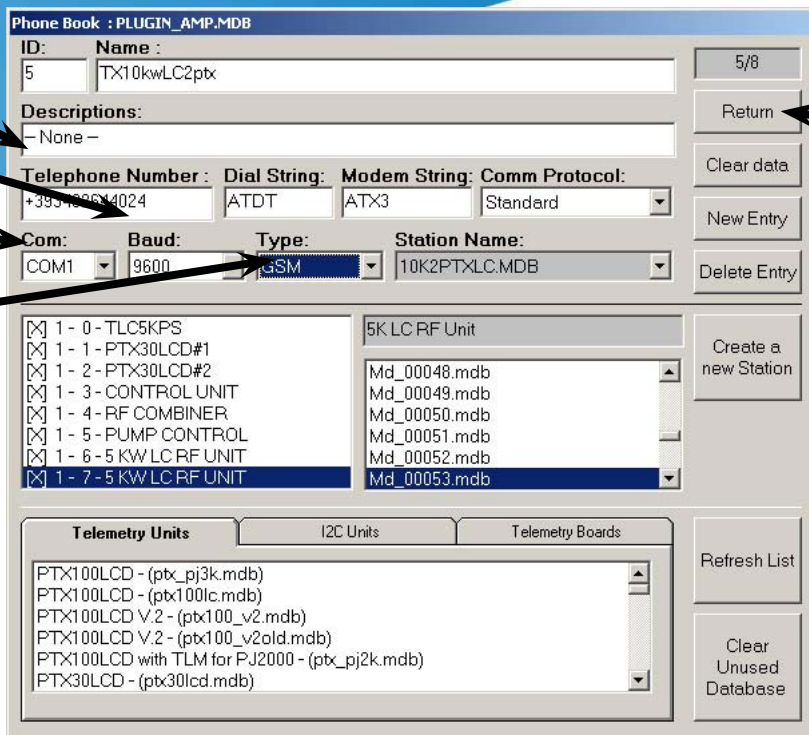 Phone Book : PLUGIN_AMP.MDB
ID: Name :
5 TX10kwLC2ptx
5/8
Descriptions:
– None –
Return
Telephone Number : Dial String: Modem String: Comm Protocol:
ATDT ATX3 Standard
Clear data
New Entry
Com: Baud: Type: Station Name:
COM1 9600 GSM 10K2PTXLC.MDB
Delete Entry
[X] 1 - 0 - TLC5KPS
[X] 1 - 1 - PTX30LCD#1
[X] 1 - 2 - PTX30LCD#2
[X] 1 - 3 - CONTROL UNIT
[X] 1 - 4 - RF COMBINER
[X] 1 - 5 - PUMP CONTROL
[X] 1 - 6 - 5 KW LC RF UNIT
[X] 1 - 7 - 5 KW LC RF UNIT
5K LC RF Unit
Md_00048.mdb
Md_00049.mdb
Md_00050.mdb
Md_00051.mdb
Md_00052.mdb
Md_00053.mdb
Create a
new Station
Telemetry Units I2C Units Telemetry Boards
PTX100LCD - (ptx_pj3k.mdb)
PTX100LCD - (ptx100lc.mdb)
PTX100LCD V.2 - (ptx100_v2.mdb)
PTX100LCD V.2 - (ptx100_v2old.mdb)
PTX100LCD with TLM for PJ2000 - (ptx_pj2k.mdb)
PTX30LCD - (ptx30lcd.mdb)
Refresh List
Clear
Unused
Database